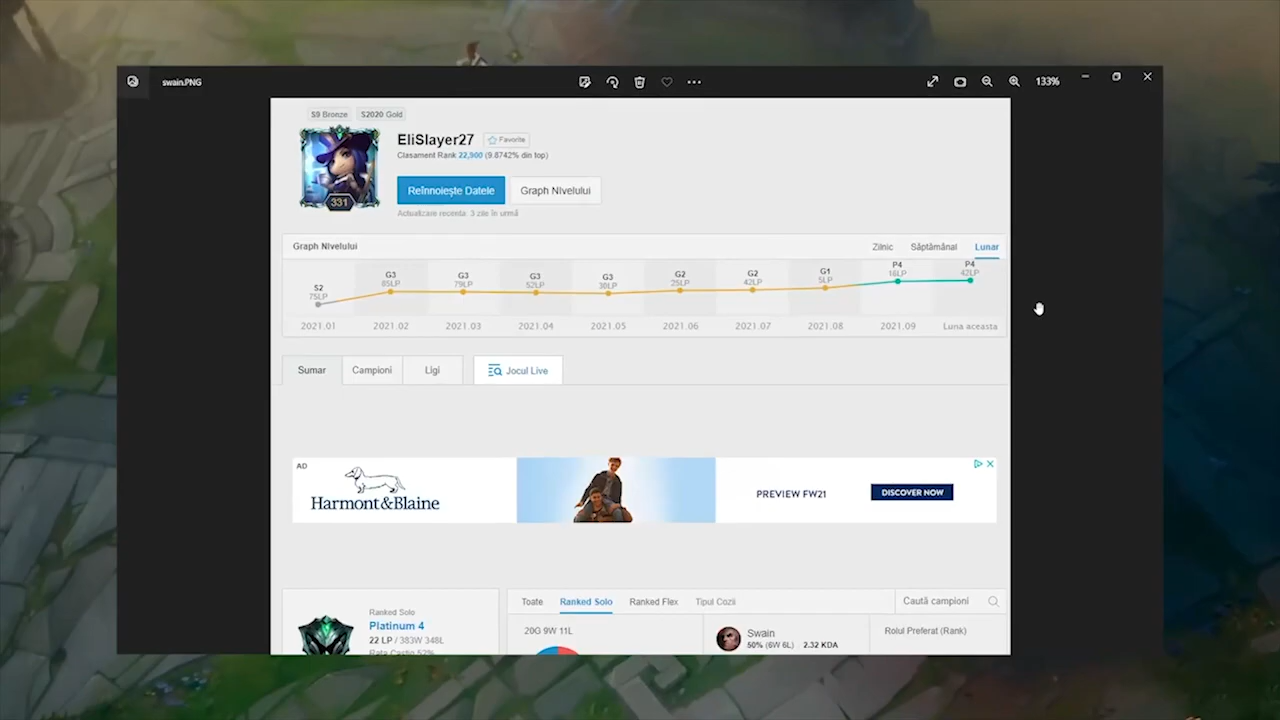 swain.PNG
133%
S9 Bronze S2020 Gold
EliSlayer27 Favorite
Clasament Rank 22,900 (9.8742% din top)
331
Reînnoiește Datele Graph Nivelului
Actualizare recenta: 3 zile în urmă
Graph Nivelului Zilnic Săptămânal Lunar
S2 G3 G3 G3 G3 G2 G2 G1 P4 P4
75LP 85LP 79LP 52LP 38LP 25LP 42LP 5LP 16LP 42LP
2021.01 2021.02 2021.03 2021.04 2021.05 2021.06 2021.07 2021.08 2021.09 Luna aceasta
Sumar Campioni Ligi Jocul Live
AD
Harmont&Blaine
PREVIEW FW21
DISCOVER NOW
Ranked Solo
Platinum 4
22 LP / 383W 348L
Rata Castig 52%
Toate Ranked Solo Ranked Flex Tipul Cozii Caută campioni
20G 9W 11L
Swain
50% (6W 6L) 2.32 KDA
Rolul Preferat (Rank)